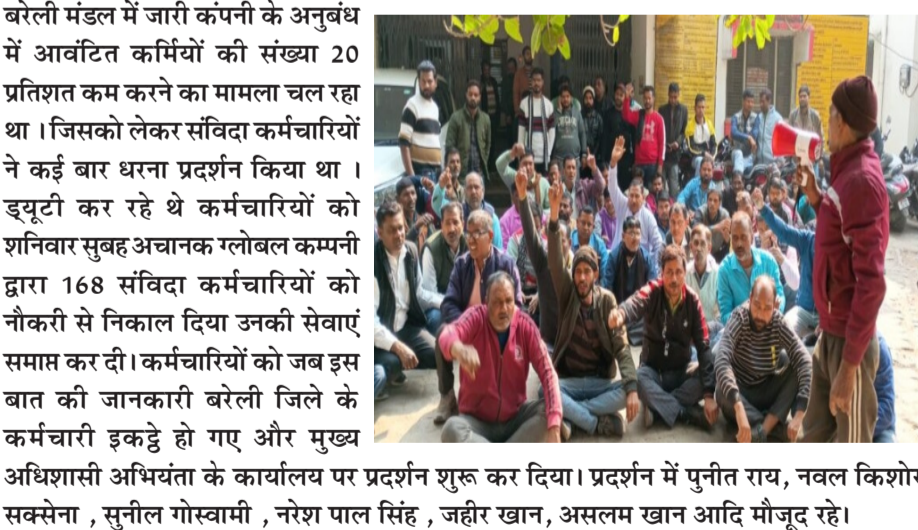 बरेली मंडल में जारी कंपनी के अनुबंध
में आवंटित कर्मियों की संख्या 20
प्रतिशत कम करने का मामला चल रहा
था । जिसको लेकर संविदा कर्मचारियों
ने कई बार धरना प्रदर्शन किया था ।
ड्यूटी कर रहे थे कर्मचारियों को
शनिवार सुबह अचानक ग्लोबल कम्पनी
द्वारा 168 संविदा कर्मचारियों को
नौकरी से निकाल दिया उनकी सेवाएं
समाप्त कर दी। कर्मचारियों को जब इस
बात की जानकारी बरेली जिले के
कर्मचारी इकट्ठे हो गए और मुख्य
अधिशासी अभियंता के कार्यालय पर प्रदर्शन शुरू कर दिया। प्रदर्शन में पुनीत राय, नवल किशोर
सक्सेना , सुनील गोस्वामी , नरेश पाल सिंह , जहीर खान, असलम खान आदि मौजूद रहे।